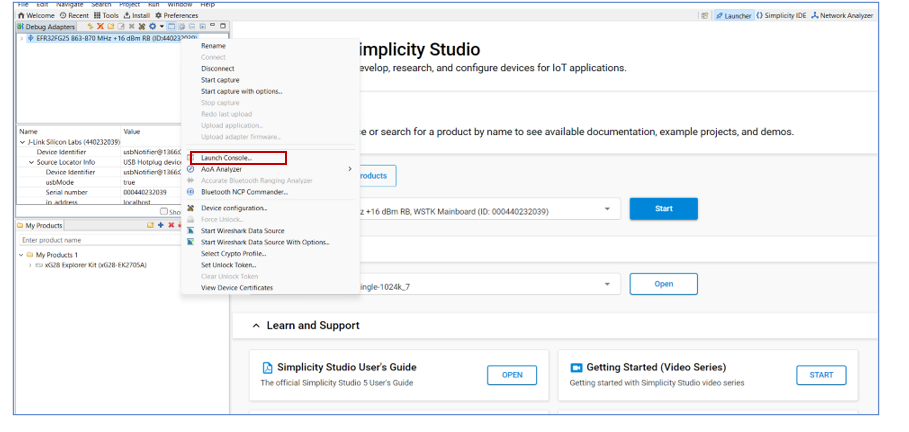 File Edit Navigate Search Project Run Window Help
Welcome Recent Tools Install Preferences
Launcher {} Simplicity IDE Network Analyzer
Debug Adapters
EFR32FG25 863-870 MHz +16 dBm RB (ID:440232039)
Name Value
J-Link Silicon Labs (440232039)
Device Identifier usbNotifier@1366:
Source Locator Info USB Hotplug device
Device Identifier usbNotifier@1366:
usbMode true
Serial number 000440232039
ip_address localhost
Sho
My Products
Enter product name
My Products 1
xG28 Explorer Kit (xG28-EK2705A)
Rename
Connect
Disconnect
Start capture
Start capture with options...
Stop capture
Redo last upload
Upload application...
Upload adapter firmware...
Launch Console...
AoA Analyzer
Accurate Bluetooth Ranging Analyzer
Bluetooth NCP Commander...
Device configuration...
Force Unlock...
Start Wireshark Data Source
Start Wireshark Data Source With Options...
Select Crypto Profile...
Set Unlock Token...
Clear Unlock Token
View Device Certificates
implicity Studio
evelop, research, and configure devices for IoT applications.
e or search for a product by name to see available documentation, example projects, and demos.
roducts
z +16 dBm RB, WSTK Mainboard (ID: 000440232039)
Start
ingle-1024k_7
Open
Learn and Support
Simplicity Studio User's Guide
The official Simplicity Studio 5 User's Guide
OPEN
Getting Started (Video Series)
Getting started with Simplicity Studio video series
START